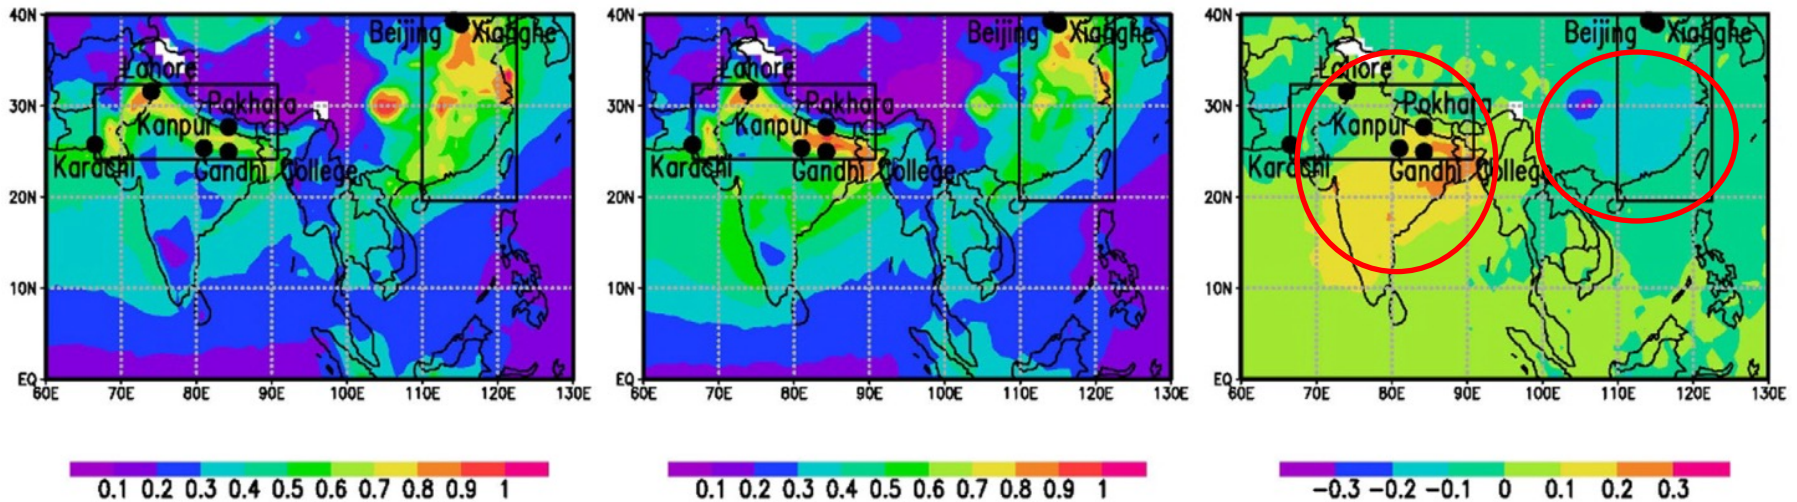 40N
30N
20N
10N
EQ
60E 70E 80E 90E 100E 110E 120E 130E
Beijing Xianghe
Lahore
Pokhara
Kanpur
Karachi Gandhi College
0.1 0.2 0.3 0.4 0.5 0.6 0.7 0.8 0.9 1
40N
30N
20N
10N
EQ
60E 70E 80E 90E 100E 110E 120E 130E
Beijing Xianghe
Lahore
Pokhara
Kanpur
Karachi Gandhi College
0.1 0.2 0.3 0.4 0.5 0.6 0.7 0.8 0.9 1
40N
30N
20N
10N
EQ
60E 70E 80E 90E 100E 110E 120E 130E
Beijing Xianghe
Lahore
Pokhara
Kanpur
Karachi Gandhi College
-0.3 -0.2 -0.1 0 0.1 0.2 0.3